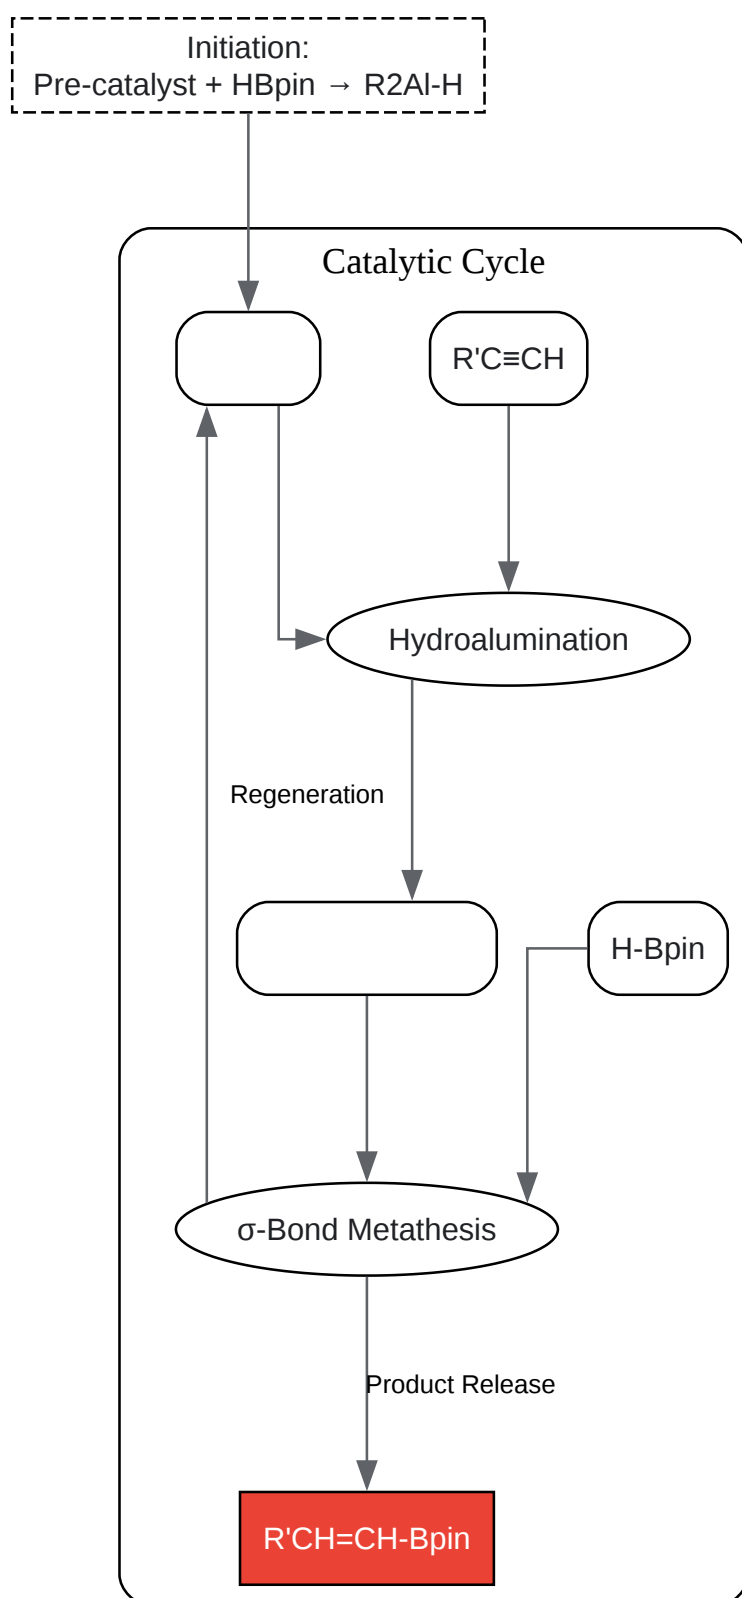 Initiation:
Pre-catalyst + HBpin → R2Al-H
Catalytic Cycle
R'C≡CH
Hydroalumination
Regeneration
H-Bpin
σ-Bond Metathesis
Product Release
R'CH=CH-Bpin